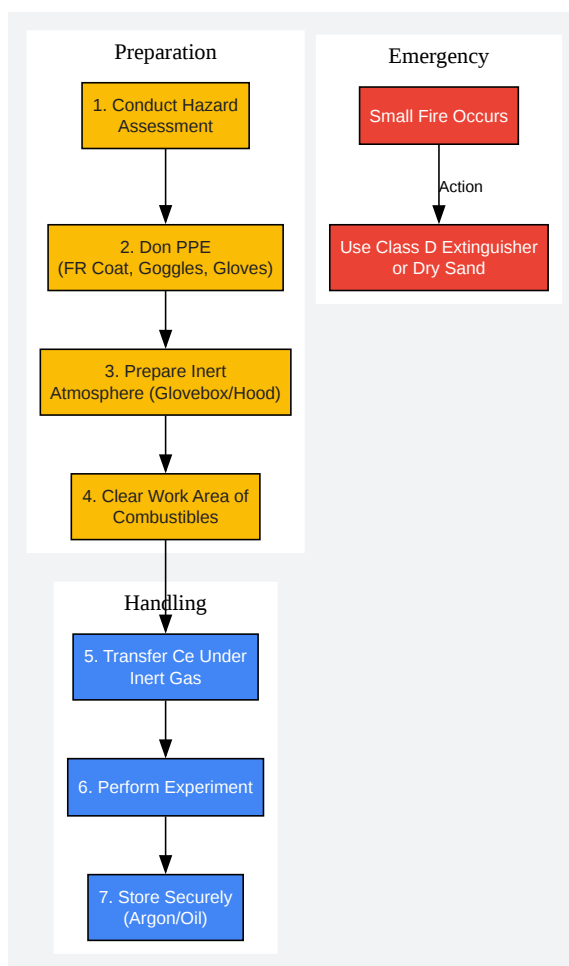 Preparation
1. Conduct Hazard
Assessment
2. Don PPE
(FR Coat, Goggles, Gloves)
3. Prepare Inert
Atmosphere (Glovebox/Hood)
4. Clear Work Area of
Combustibles
Handling
5. Transfer Ce Under
Inert Gas
6. Perform Experiment
7. Store Securely
(Argon/Oil)
Emergency
Small Fire Occurs
Action
Use Class D Extinguisher
or Dry Sand